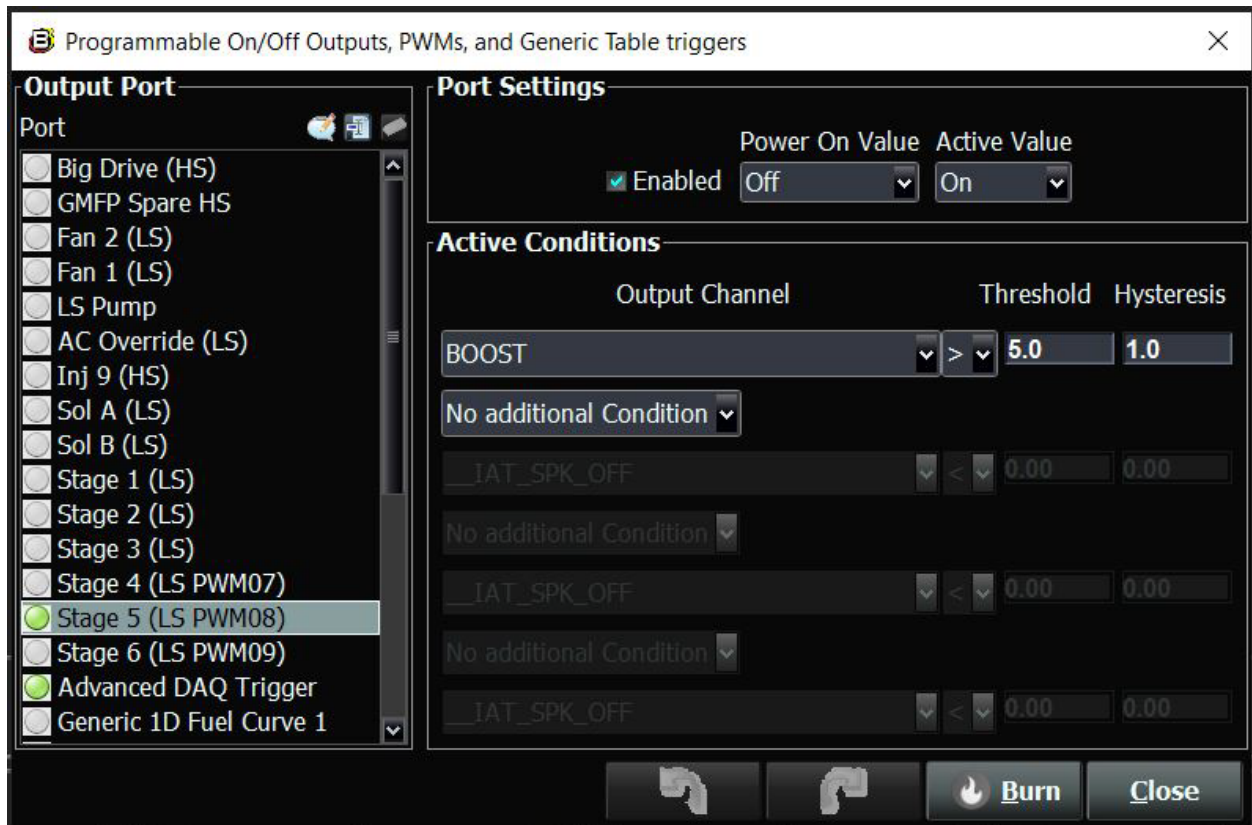 Programmable On/Off Outputs, PWMs, and Generic Table triggers
Output Port
Port
Big Drive (HS)
GMFP Spare HS
Fan 2 (LS)
Fan 1 (LS)
LS Pump
AC Override (LS)
Inj 9 (HS)
Sol A (LS)
Sol B (LS)
Stage 1 (LS)
Stage 2 (LS)
Stage 3 (LS)
Stage 4 (LS PWM07)
Stage 5 (LS PWM08)
Stage 6 (LS PWM09)
Advanced DAQ Trigger
Generic 1D Fuel Curve 1
Port Settings
Power On Value Active Value
Enabled Off On
Active Conditions
Output Channel Threshold Hysteresis
BOOST > 5.0 1.0
No additional Condition
__IAT_SPK_OFF < 0.00 0.00
No additional Condition
__IAT_SPK_OFF < 0.00 0.00
No additional Condition
__IAT_SPK_OFF < 0.00 0.00
Burn Close